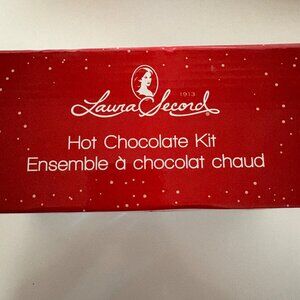 1913
Laura Secord
Hot Chocolate Kit
Ensemble à chocolat chaud